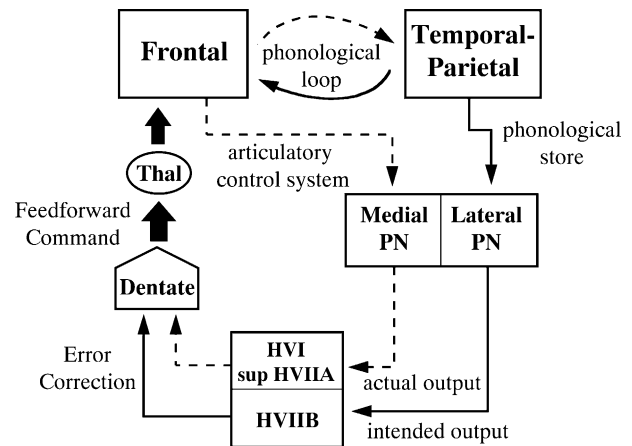 Frontal
phonological
loop
Temporal-
Parietal
phonological
store
articulatory
control system
Thal
Feedforward
Command
Medial
PN
Lateral
PN
Dentate
Error
Correction
HVI
sup HVIIA
HVIIB
actual output
intended output